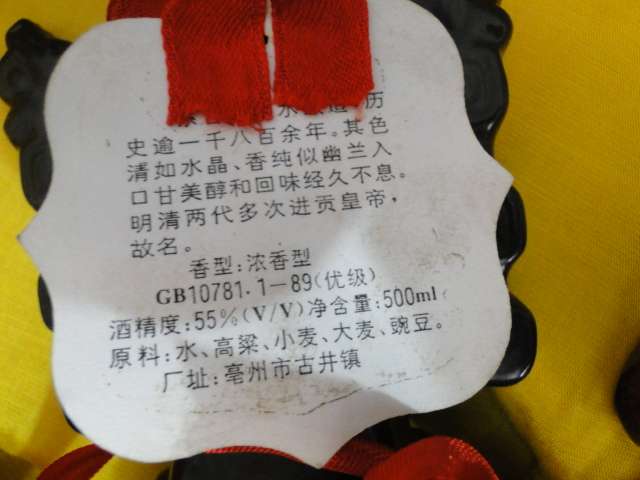 历
史逾一千八百余年。其色
清如水晶、香纯似幽兰入
口甘美醇和回味经久不息。
明清两代多次进贡皇帝，
故名。
香型：浓香型
GB10781.1-89(优级)
酒精度：55%(V/V)净含量：500ml
原料：水、高粱、小麦、大麦、豌豆。
厂址：亳州市古井镇